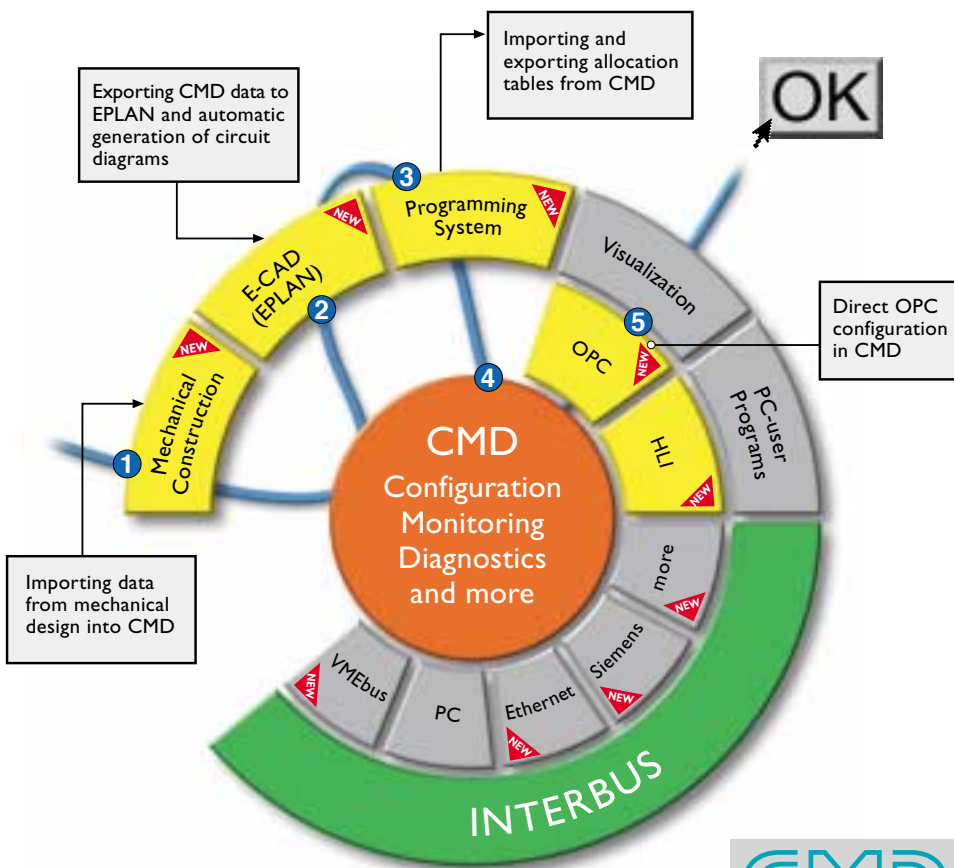 Importing and
exporting allocation
tables from CMD
OK
Exporting CMD data to
EPLAN and automatic
generation of circuit
diagrams
3
NEW
Programming
System
NEW
Visualization
E-CAD
(EPLAN)
2
5
OPC
NEW
Direct OPC
configuration
in CMD
NEW
Mechanical
Construction
1
4
CMD
Configuration
Monitoring
Diagnostics
and more
HLI
NEW
PC-user
Programs
Importing data
from mechanical
design into CMD
more
NEW
Siemens
NEW
Ethernet
NEW
PC
VMEbus
NEW
INTERBUS
CMD